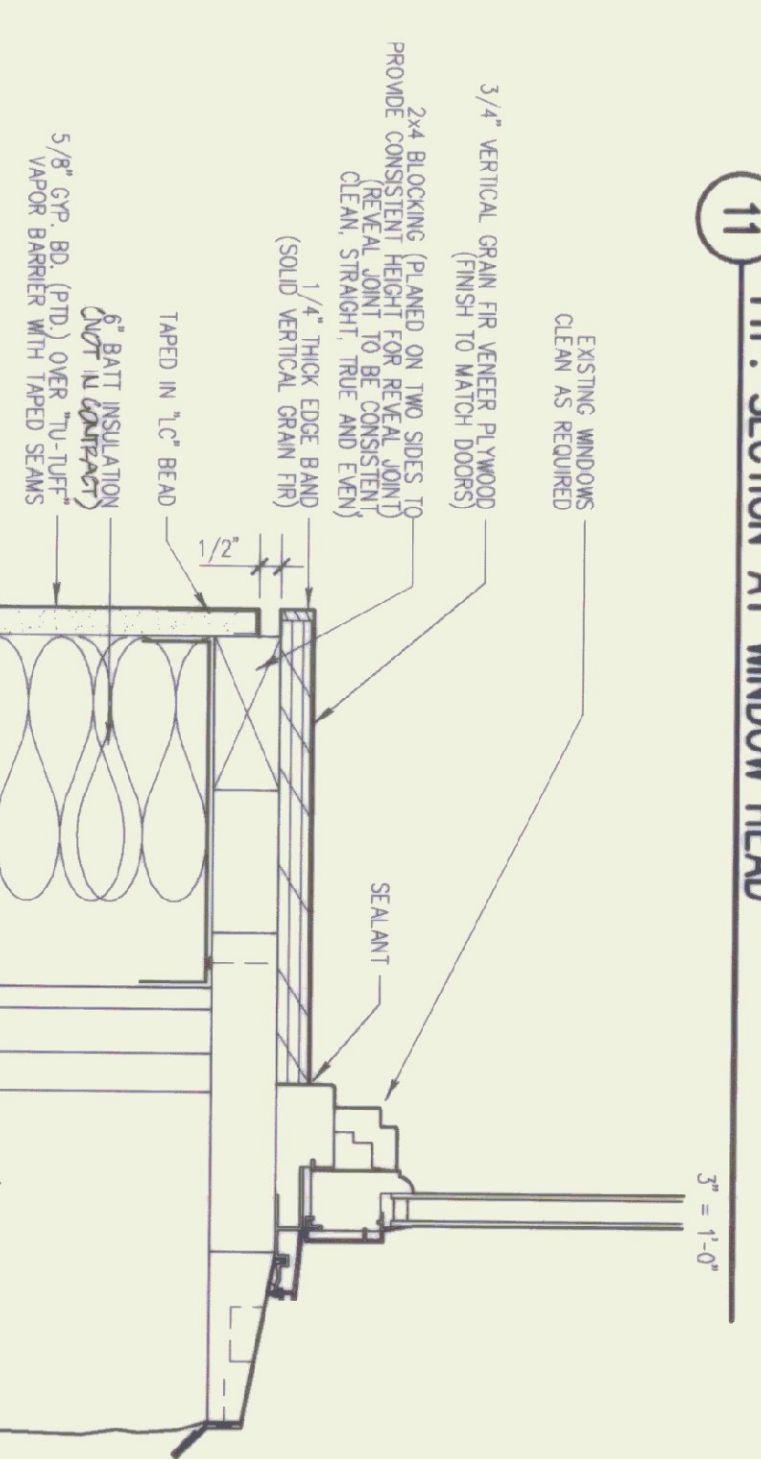 11
TYP. SECTION AT WINDOW HEAD
3" = 1'-0"
EXISTING WINDOWS
CLEAN AS REQUIRED
3/4" VERTICAL GRAIN FIR VENEER PLYWOOD
(FINISH TO MATCH DOORS)
2x4 BLOCKING (PLANED ON TWO SIDES TO
PROVIDE CONSISTENT HEIGHT FOR REVEAL JOINT)
(REVEAL JOINT TO BE CONSISTENT
CLEAN, STRAIGHT, TRUE AND EVEN)
1/4" THICK EDGE BAND
(SOLID VERTICAL GRAIN FIR)
SEALANT
1/2"
TAPED IN "LC" BEAD
6" BATT INSULATION
(NOT IN CONTRACT)
5/8" GYP. BD. (PTD.) OVER "TU-TUFF"
VAPOR BARRIER WITH TAPED SEAMS